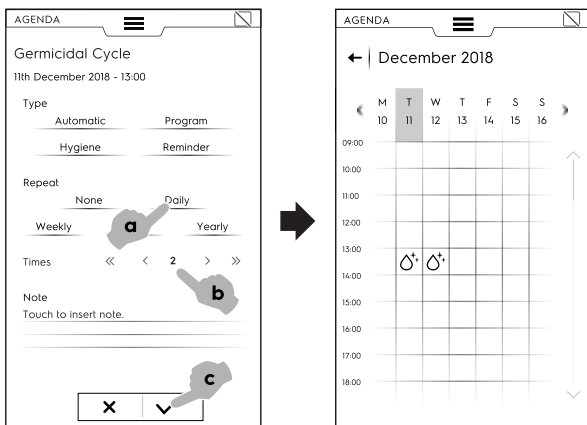 AGENDA
Germicidal Cycle
11th December 2018 - 13:00
Type
Automatic Program
Hygiene Reminder
Repeat
None Daily
Weekly Yearly
a
Times « < 2 > »
b
Note
Touch to insert note.
c
AGENDA
December 2018
M T W T F S S
10 11 12 13 14 15 16
09:00
10:00
11:00
12:00
13:00
14:00
15:00
16:00
17:00
18:00